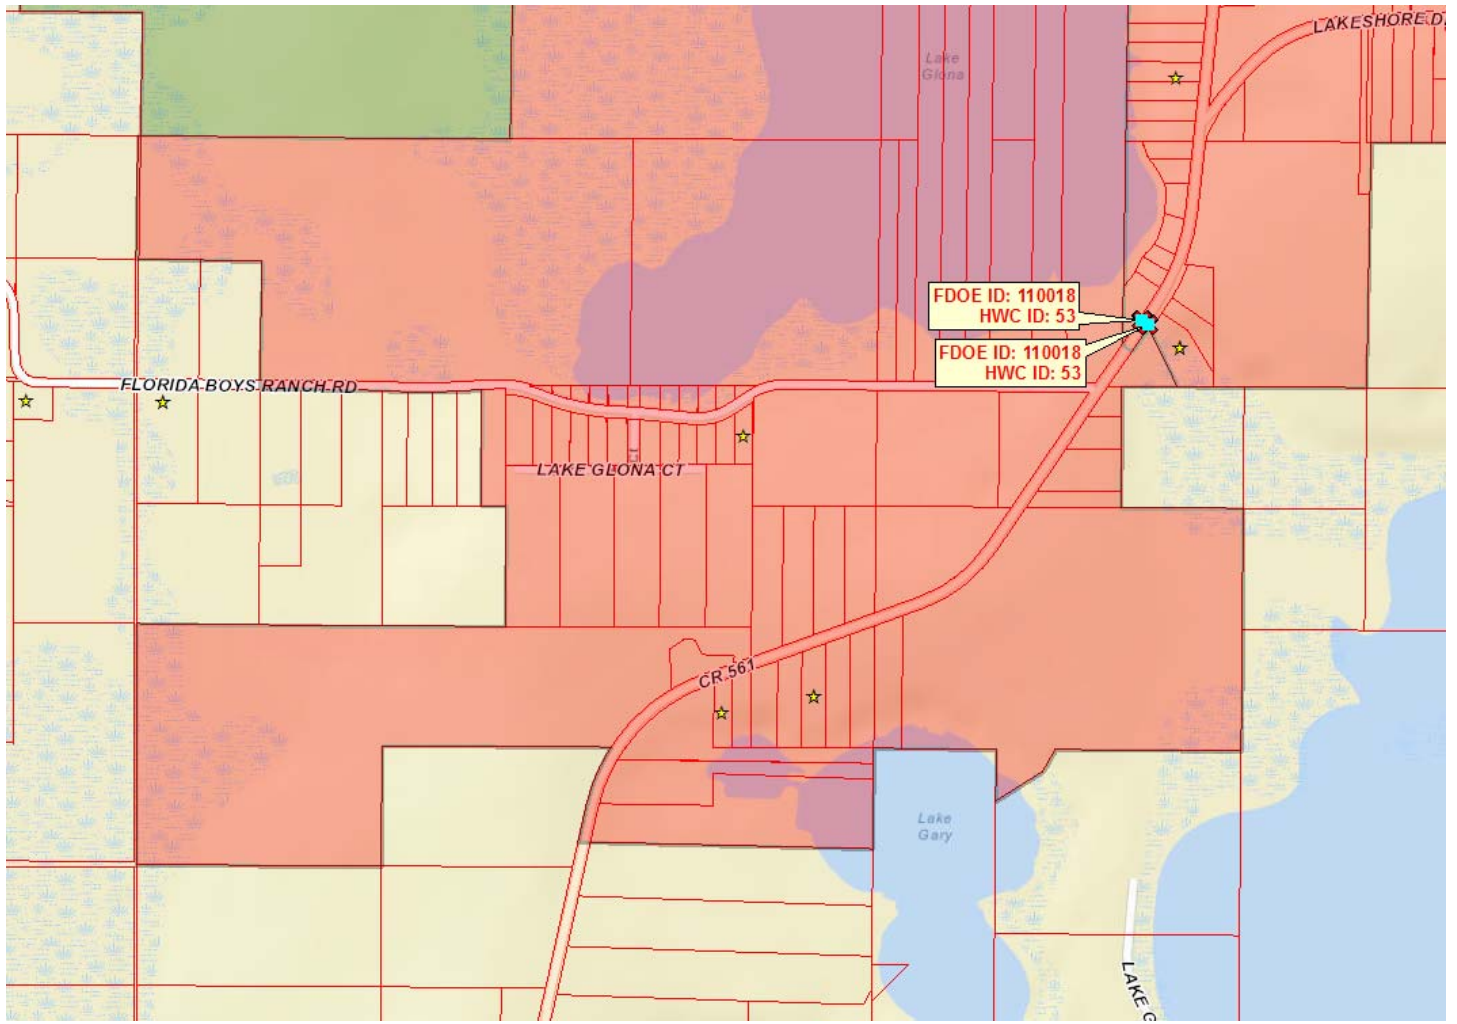 LAKESHORE D
Lake
Glona
FDOE ID: 110018
HWC ID: 53
FDOE ID: 110018
HWC ID: 53
FLORIDA BOYS RANCH RD
LAKE GLONA CT
CR 561
Lake
Gary
LAKE G